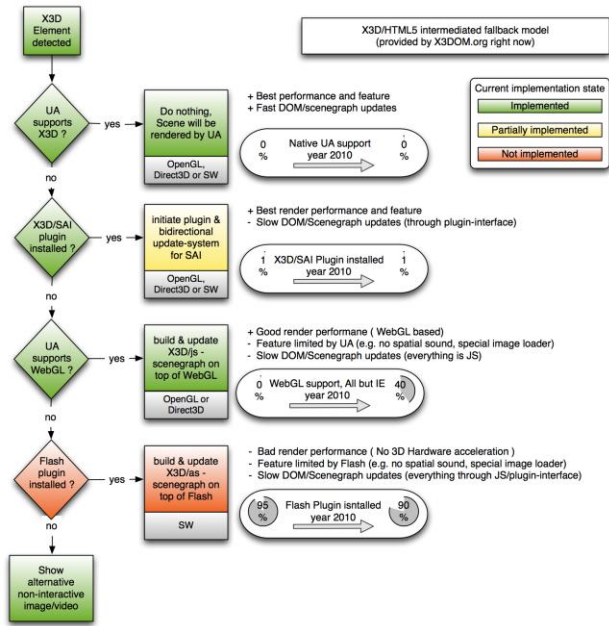 X3D
Element
detected
X3D/HTML5 intermediated fallback model
(provided by X3DOM.org right now)
Current implementation state
Implemented
Partially implemented
Not implemented
UA
supports
X3D ?
yes
no
Do nothing,
Scene will be
rendered by UA
OpenGL,
Direct3D or SW
+ Best performance and feature
+ Fast DOM/scenegraph updates
0
%
Native UA support
year 2010
0
%
X3D/SAI
plugin
installed ?
yes
no
initiate plugin &
bidirectional
update-system
for SAI
OpenGL,
Direct3D or SW
+ Best render performance and feature
- Slow DOM/Scenegraph updates (through plugin-interface)
1
%
X3D/SAI Plugin installed
year 2010
1
%
UA
supports
WebGL ?
yes
no
build & update
X3D/js -
scenegraph on
top of WebGL
OpenGL or
Direct3D
+ Good render performane ( WebGL based)
- Feature limited by UA (e.g. no spatial sound, special image loader)
- Slow DOM/Scenegraph updates (everything is JS)
0
%
WebGL support, All but IE
year 2010
40
%
Flash
plugin
installed ?
yes
no
build & update
X3D/as -
scenegraph on
top of Flash
SW
- Bad render performance ( No 3D Hardware acceleration )
- Feature limited by Flash (e.g. no spatial sound, special image loader)
- Slow DOM/Scenegraph updates (everything through JS/plugin-interface)
95
%
Flash Plugin isntalled
year 2010
90
%
Show
alternative
non-interactive
image/video